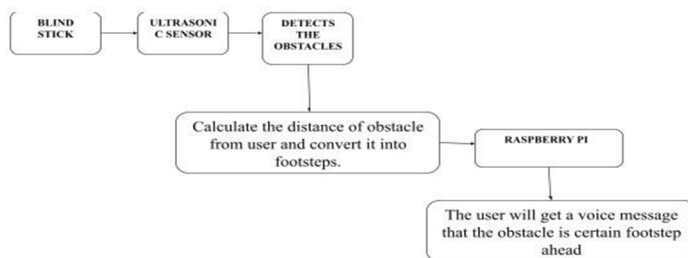 BLIND
STICK
ULTRASONI
C SENSOR
DETECTS
THE
OBSTACLES
Calculate the distance of obstacle
from user and convert it into
footsteps.
RASPBERRY PI
The user will get a voice message
that the obstacle is certain footstep
ahead